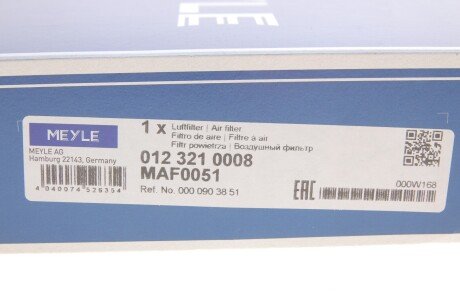 MEYLE
MEYLE AG
Hamburg 22143, Germany
4 040074 526354
1 x Luftfilter | Air filter
Filtro de aire | Filtre à air
Filtr powietrza | Воздушный фильтр
012 321 0008
MAF0051
Ref. No. 000 090 38 51
EAC
000W168